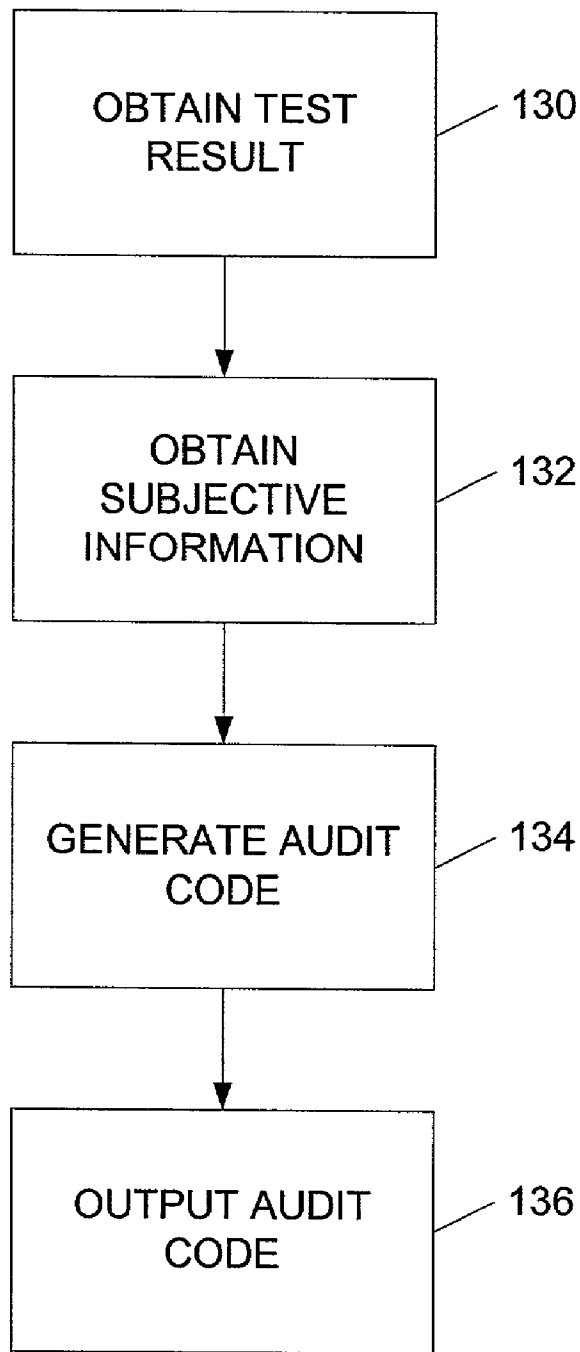 OBTAIN TEST
RESULT
130
OBTAIN
SUBJECTIVE
INFORMATION
132
GENERATE AUDIT
CODE
134
OUTPUT AUDIT
CODE
136